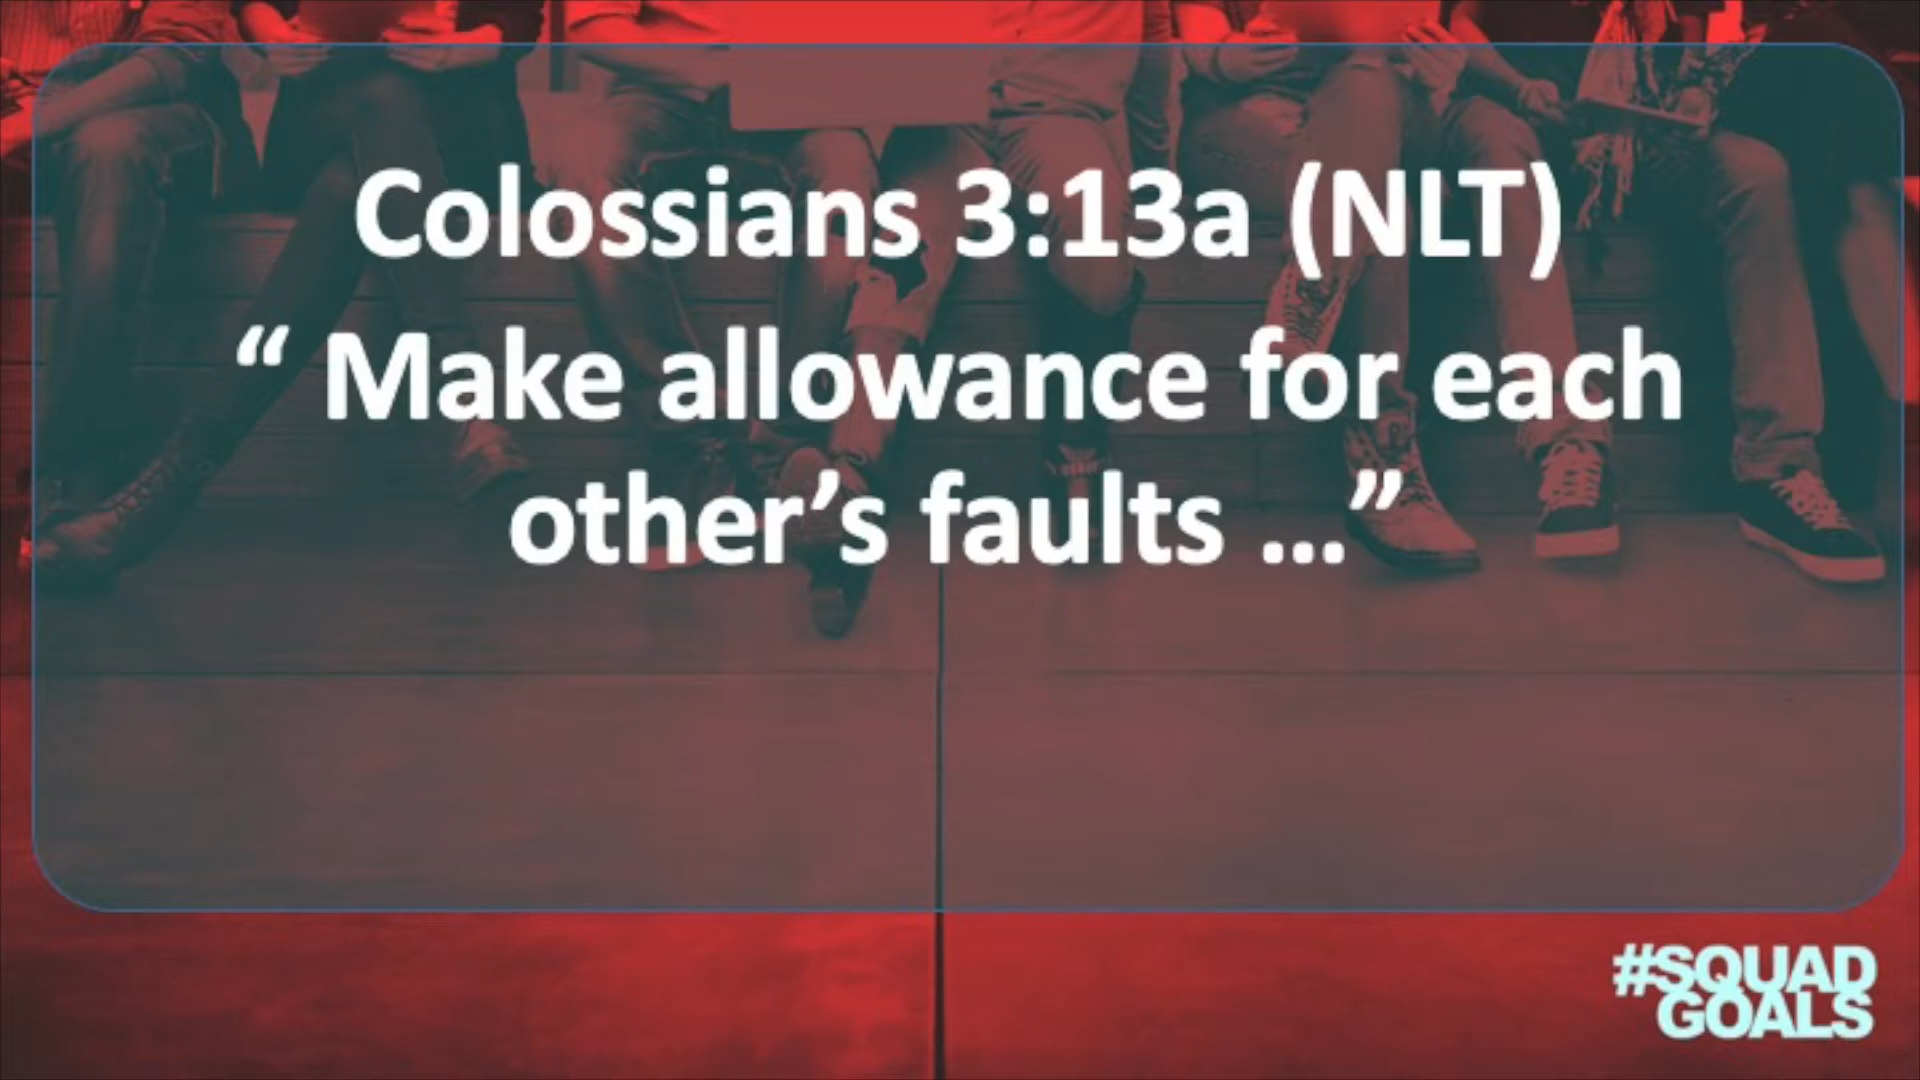 Colossians 3:13a (NLT)
“ Make allowance for each
other’s faults ...”
#SQUAD
GOALS